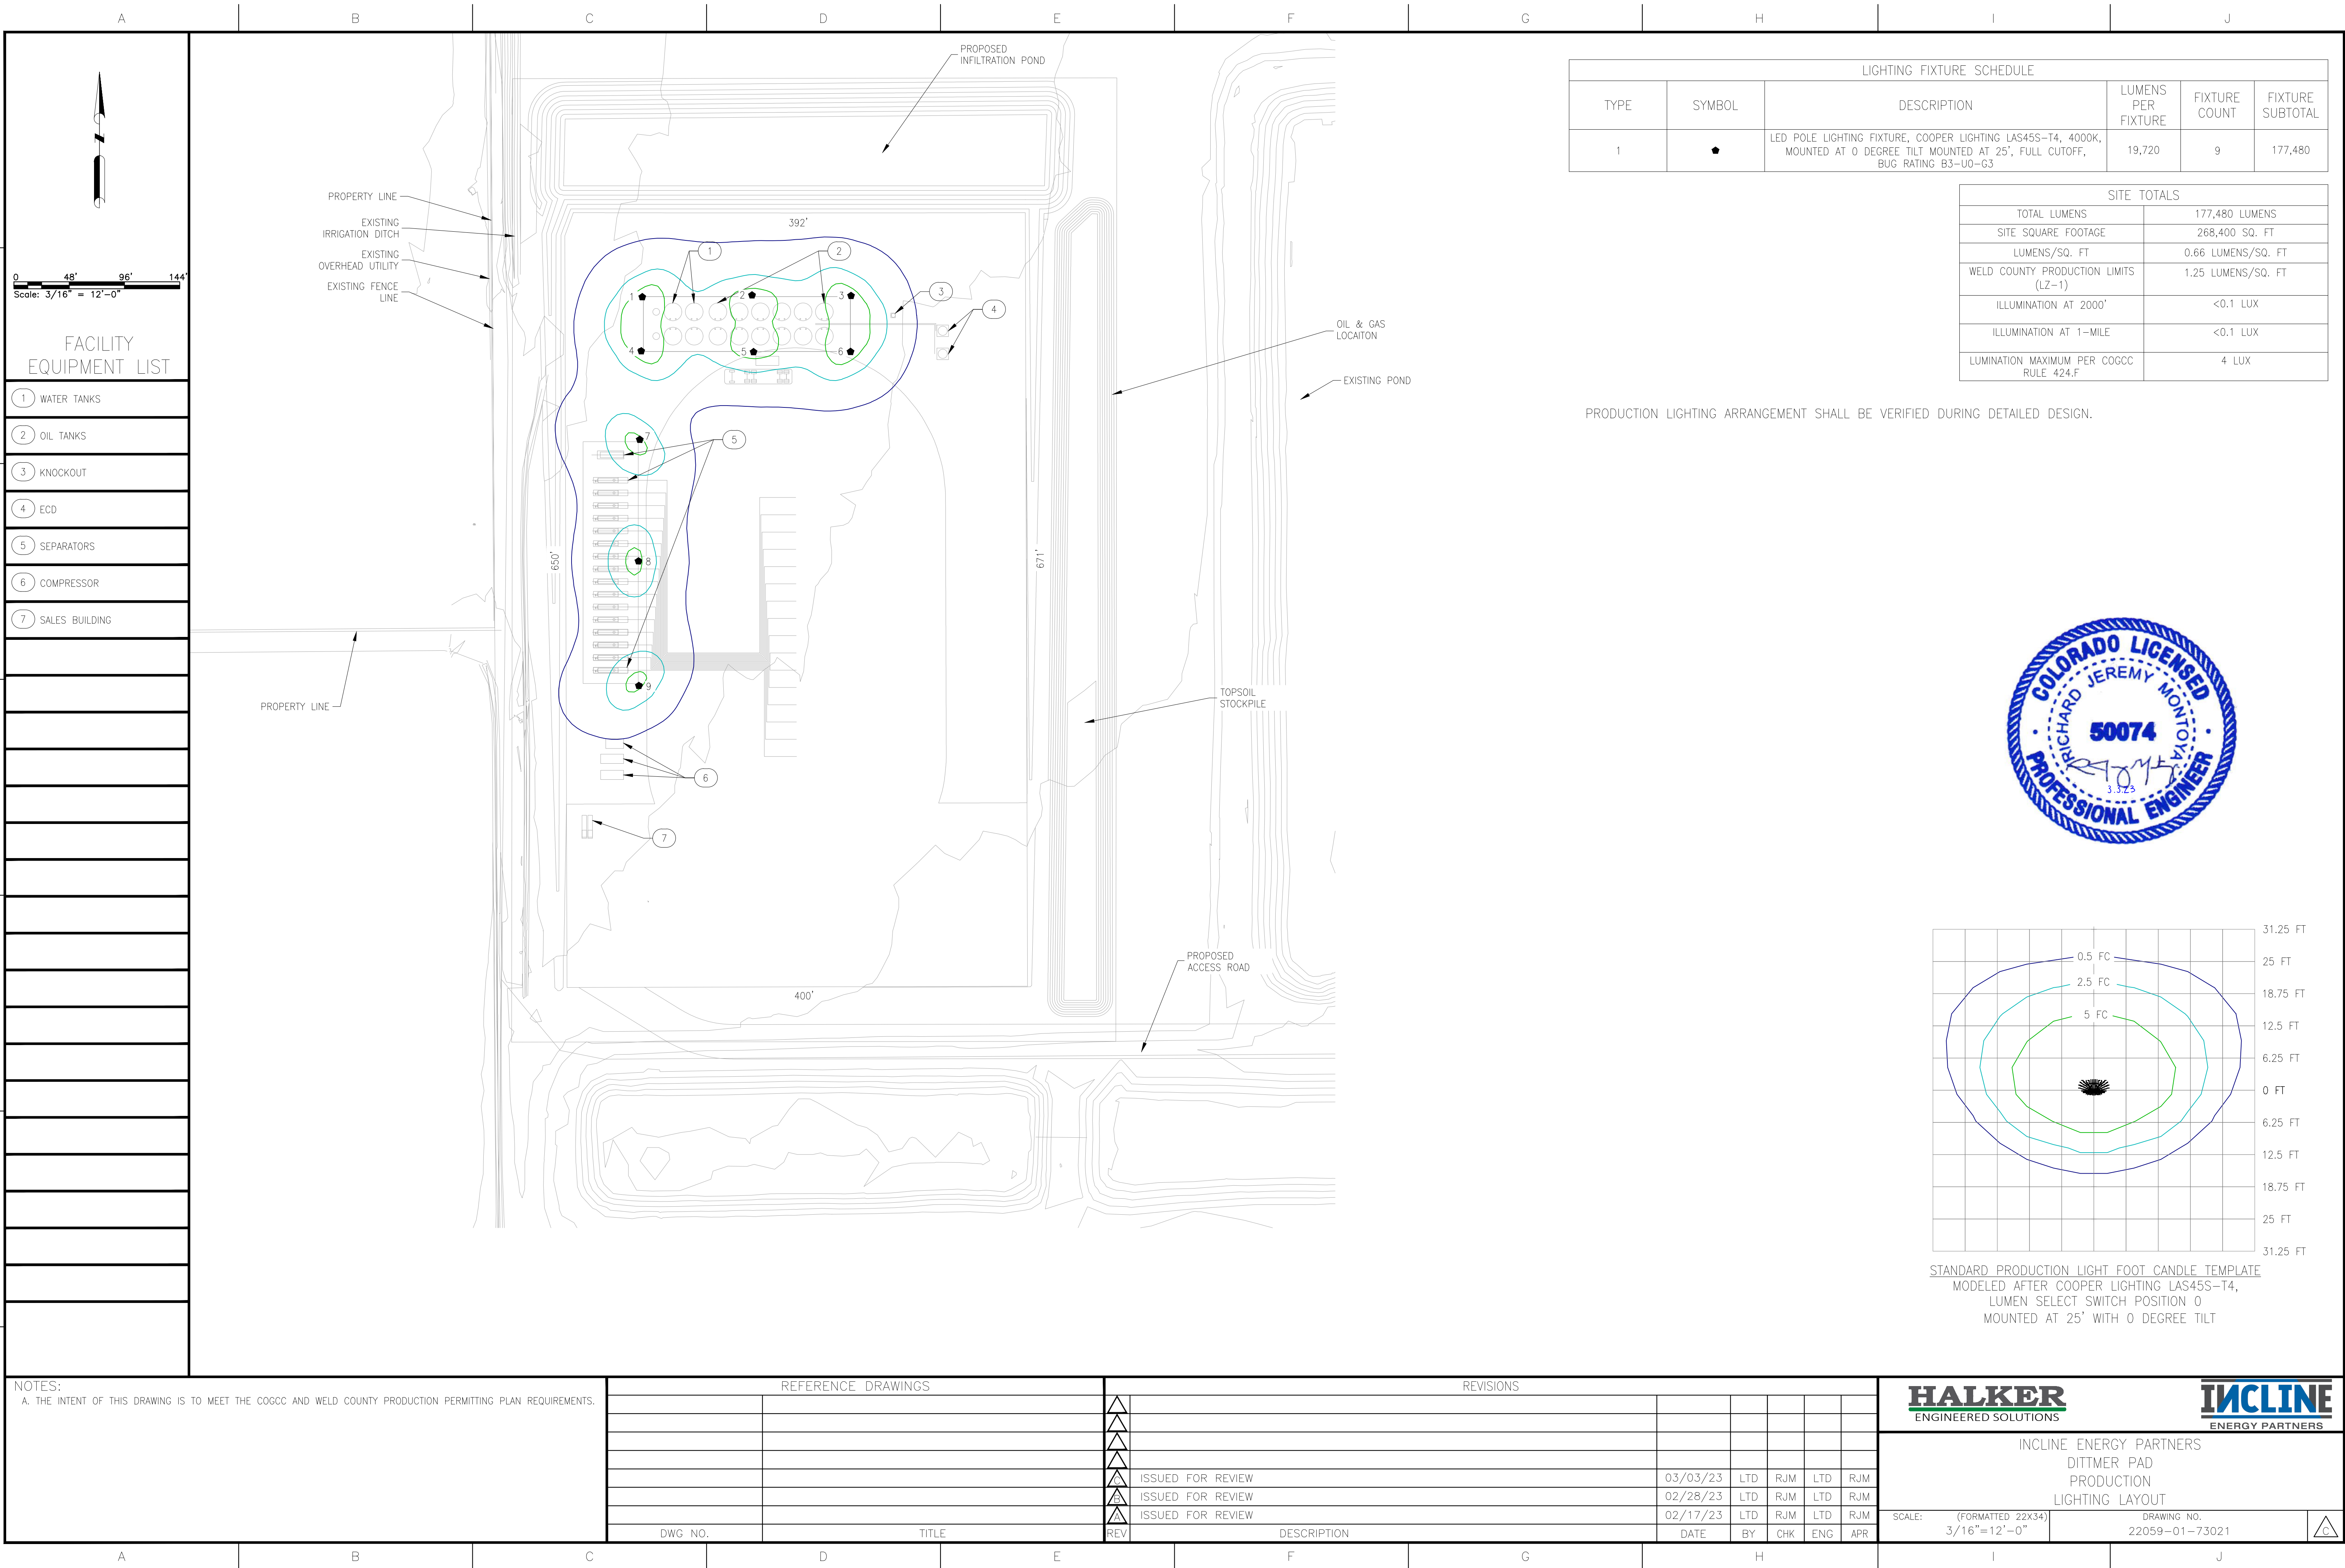 A B C D E F G H I J
N
0 48' 96' 144'
Scale: 3/16" = 12'-0"
FACILITY
EQUIPMENT LIST
1 WATER TANKS
2 OIL TANKS
3 KNOCKOUT
4 ECD
5 SEPARATORS
6 COMPRESSOR
7 SALES BUILDING
PROPOSED
INFILTRATION POND
PROPERTY LINE
EXISTING
IRRIGATION DITCH
EXISTING
OVERHEAD UTILITY
EXISTING FENCE
LINE
392'
1
2
3
4
1
2
3
4
5
6
OIL & GAS
LOCAITON
EXISTING POND
7
5
8
650'
671'
9
PROPERTY LINE
TOPSOIL
STOCKPILE
6
7
PROPOSED
ACCESS ROAD
400'
LIGHTING FIXTURE SCHEDULE
TYPE
SYMBOL
DESCRIPTION
LUMENS
PER
FIXTURE
FIXTURE
COUNT
FIXTURE
SUBTOTAL
1
LED POLE LIGHTING FIXTURE, COOPER LIGHTING LAS45S-T4, 4000K,
MOUNTED AT 0 DEGREE TILT MOUNTED AT 25', FULL CUTOFF,
BUG RATING B3-U0-G3
19,720
9
177,480
SITE TOTALS
TOTAL LUMENS 177,480 LUMENS
SITE SQUARE FOOTAGE 268,400 SQ. FT
LUMENS/SQ. FT 0.66 LUMENS/SQ. FT
WELD COUNTY PRODUCTION LIMITS
(LZ-1)
1.25 LUMENS/SQ. FT
ILLUMINATION AT 2000' <0.1 LUX
ILLUMINATION AT 1-MILE <0.1 LUX
LUMINATION MAXIMUM PER COGCC
RULE 424.F
4 LUX
PRODUCTION LIGHTING ARRANGEMENT SHALL BE VERIFIED DURING DETAILED DESIGN.
COLORADO LICENSED
RICHARD JEREMY MONTOYA
50074
3.3.23
PROFESSIONAL ENGINEER
0.5 FC
2.5 FC
5 FC
31.25 FT
25 FT
18.75 FT
12.5 FT
6.25 FT
0 FT
6.25 FT
12.5 FT
18.75 FT
25 FT
31.25 FT
STANDARD PRODUCTION LIGHT FOOT CANDLE TEMPLATE
MODELED AFTER COOPER LIGHTING LAS45S-T4,
LUMEN SELECT SWITCH POSITION 0
MOUNTED AT 25' WITH 0 DEGREE TILT
NOTES:
A. THE INTENT OF THIS DRAWING IS TO MEET THE COGCC AND WELD COUNTY PRODUCTION PERMITTING PLAN REQUIREMENTS.
REFERENCE DRAWINGS
DWG NO. TITLE
REVISIONS
C ISSUED FOR REVIEW 03/03/23 LTD RJM LTD RJM
B ISSUED FOR REVIEW 02/28/23 LTD RJM LTD RJM
A ISSUED FOR REVIEW 02/17/23 LTD RJM LTD RJM
REV DESCRIPTION DATE BY CHK ENG APR
HALKER
ENGINEERED SOLUTIONS
INCLINE
ENERGY PARTNERS
INCLINE ENERGY PARTNERS
DITTMER PAD
PRODUCTION
LIGHTING LAYOUT
SCALE: (FORMATTED 22X34)
3/16"=12'-0"
DRAWING NO.
22059-01-73021
C
A B C D E F G H I J